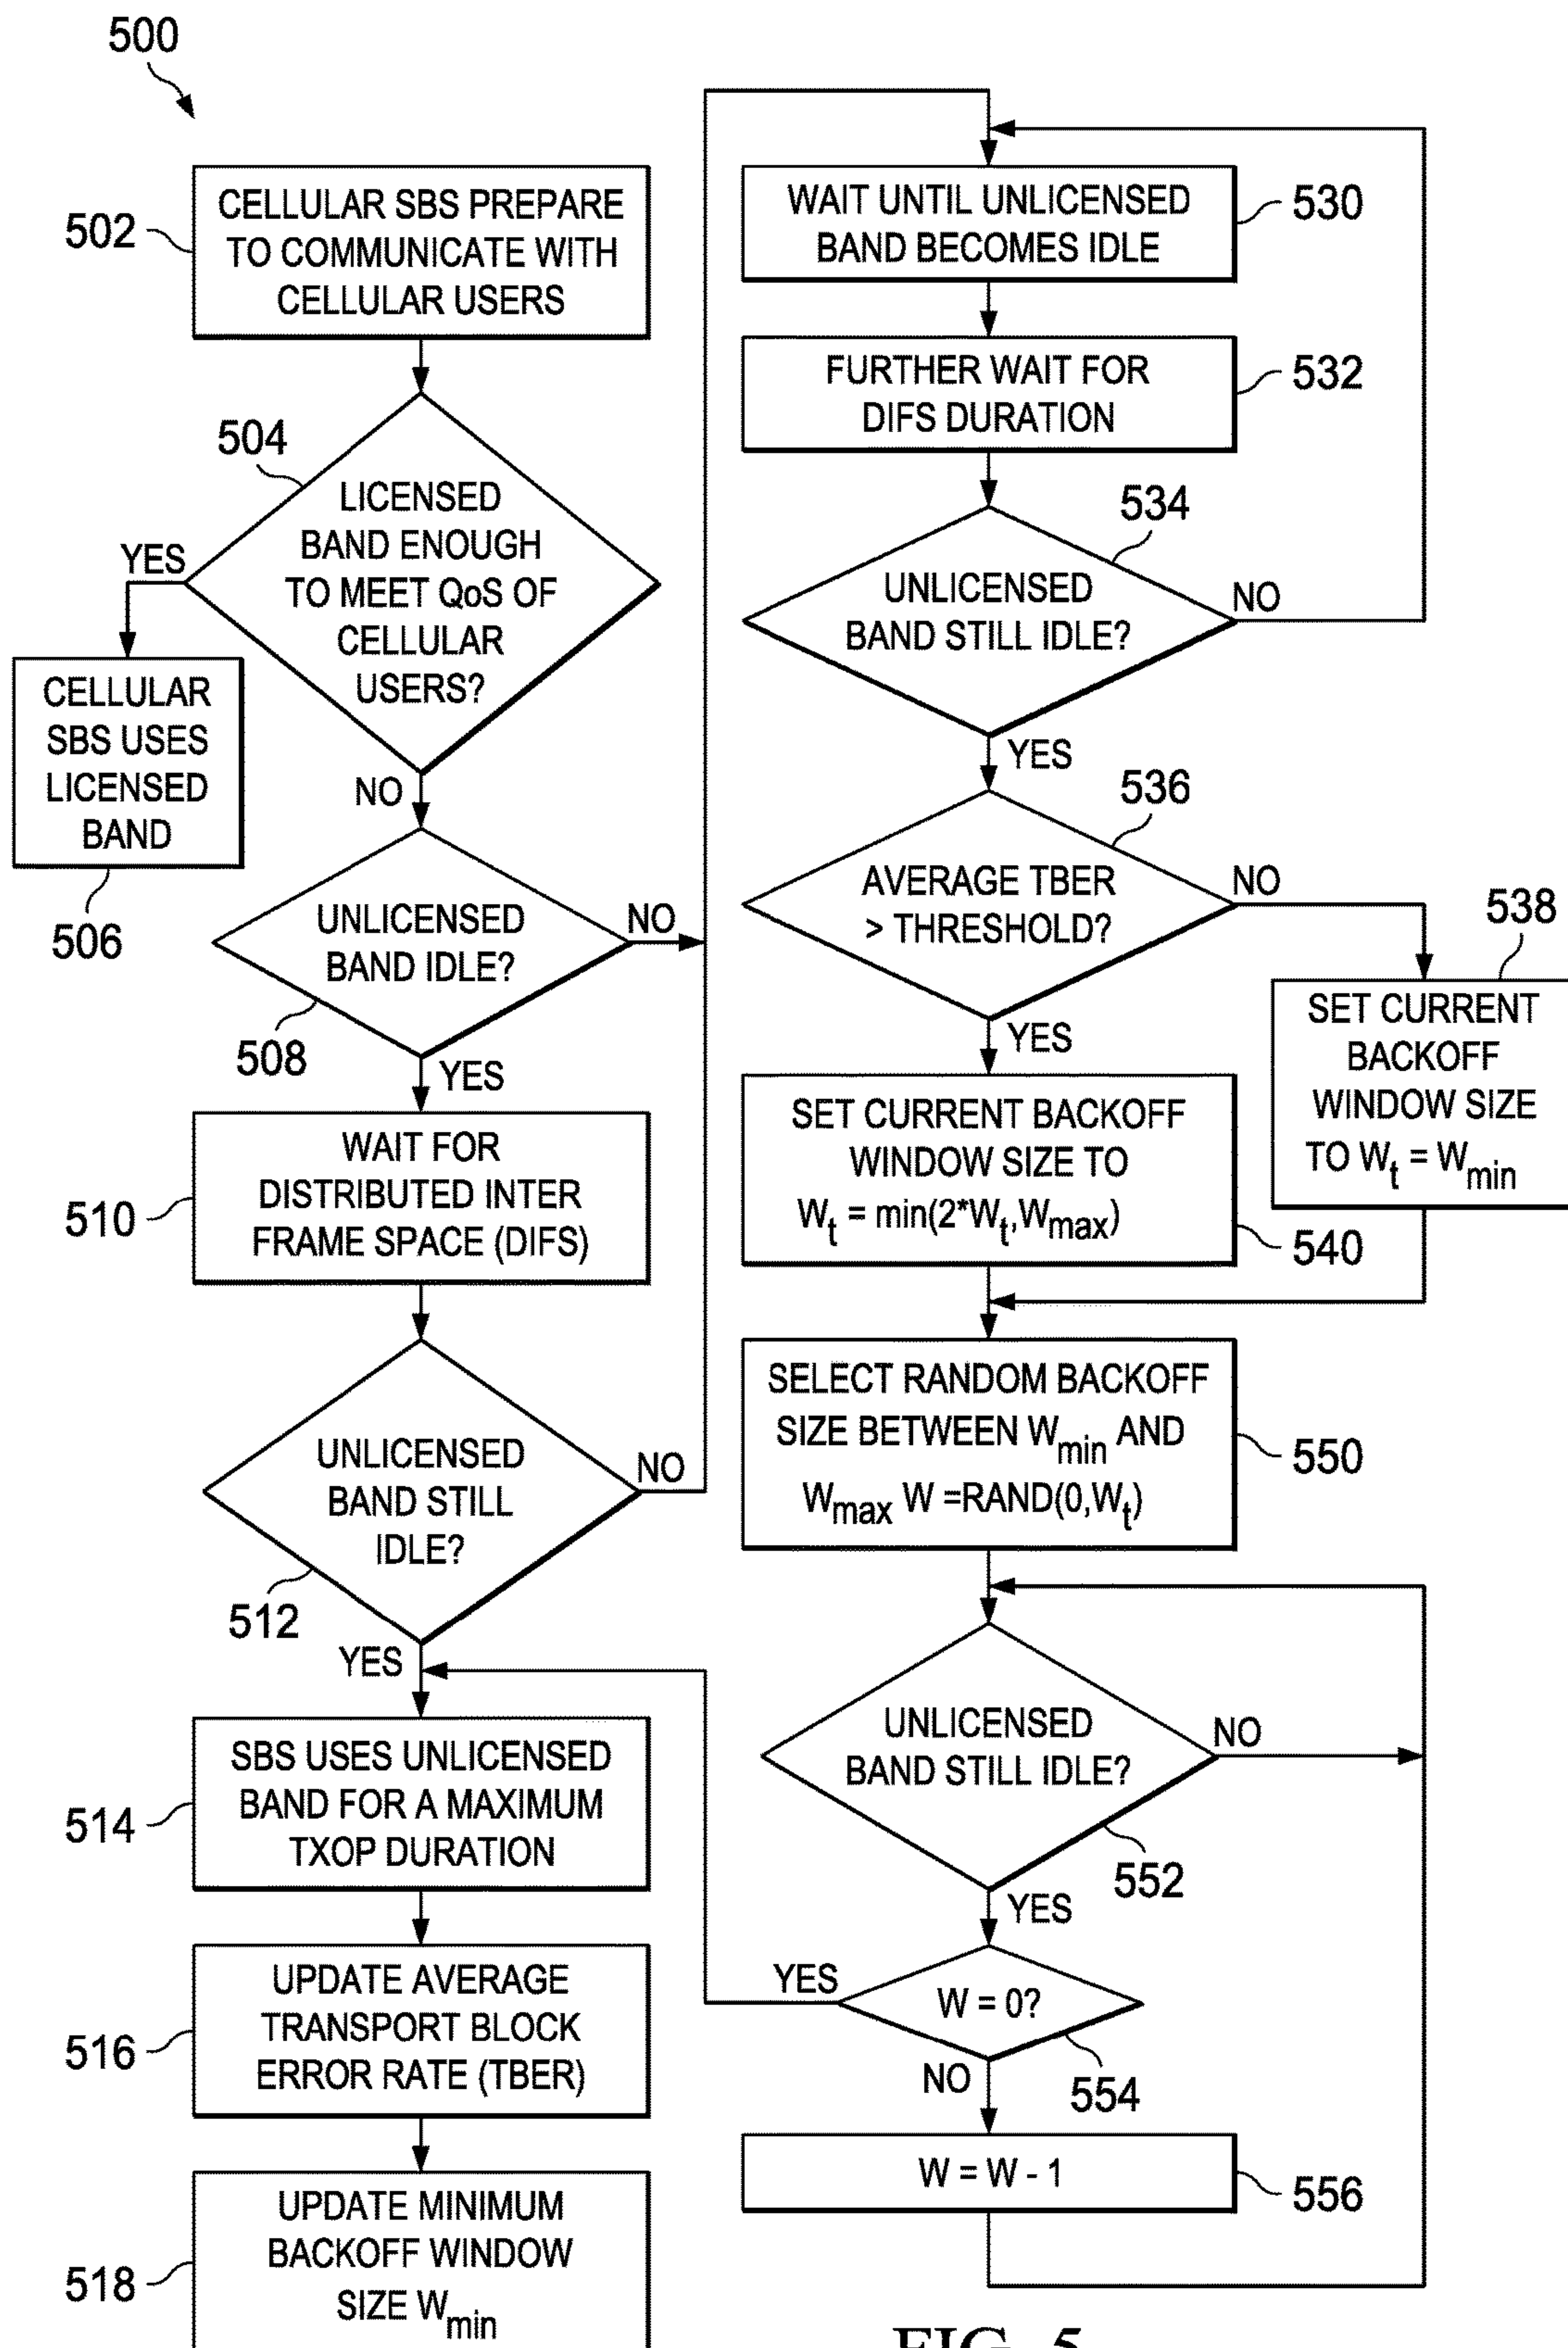 500
502
CELLULAR SBS PREPARE
TO COMMUNICATE WITH
CELLULAR USERS
504
LICENSED
BAND ENOUGH
TO MEET QoS OF
CELLULAR
USERS?
YES
CELLULAR
SBS USES
LICENSED
BAND
506
NO
UNLICENSED
BAND IDLE?
NO
508
YES
510
WAIT FOR
DISTRIBUTED INTER
FRAME SPACE (DIFS)
UNLICENSED
BAND STILL
IDLE?
NO
512
YES
514
SBS USES UNLICENSED
BAND FOR A MAXIMUM
TXOP DURATION
516
UPDATE AVERAGE
TRANSPORT BLOCK
ERROR RATE (TBER)
518
UPDATE MINIMUM
BACKOFF WINDOW
SIZE Wmin
WAIT UNTIL UNLICENSED
BAND BECOMES IDLE
530
FURTHER WAIT FOR
DIFS DURATION
532
534
UNLICENSED
BAND STILL IDLE?
NO
YES
536
AVERAGE TBER
> THRESHOLD?
NO
538
SET CURRENT
BACKOFF
WINDOW SIZE
TO Wt = Wmin
YES
SET CURRENT BACKOFF
WINDOW SIZE TO
Wt = min(2*Wt,Wmax)
540
SELECT RANDOM BACKOFF
SIZE BETWEEN Wmin AND
Wmax W =RAND(0,Wt)
550
UNLICENSED
BAND STILL IDLE?
NO
552
YES
W = 0?
YES
554
NO
W = W - 1
556
FIG. 5